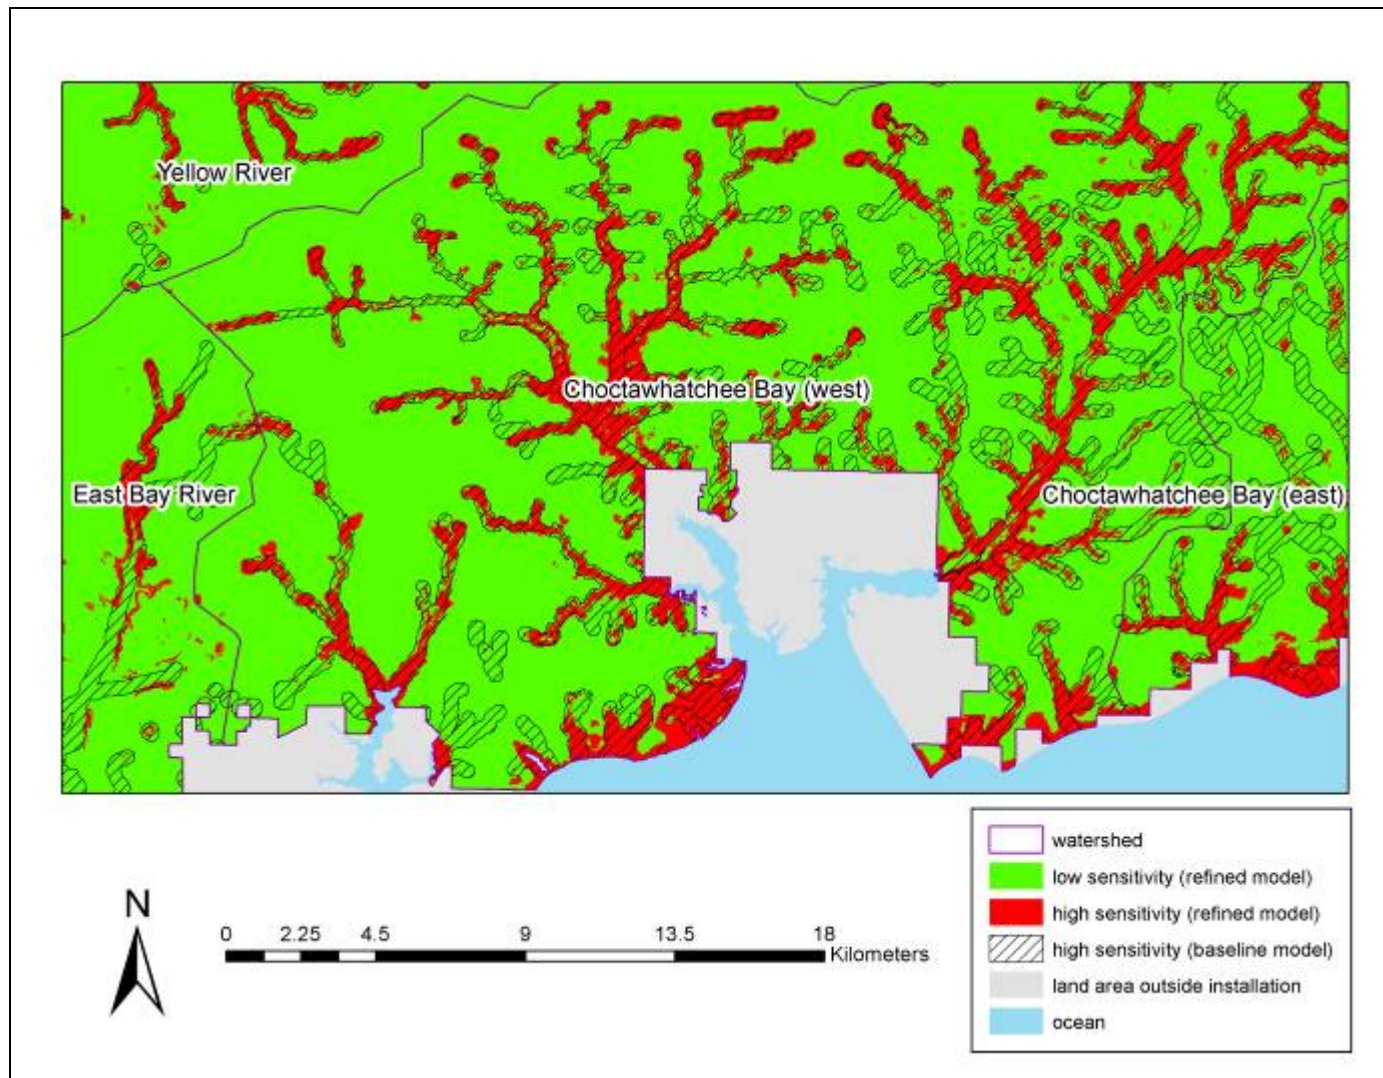 Yellow River
Choctawhatchee Bay (west)
East Bay River
Choctawhatchee Bay (east)
watershed
low sensitivity (refined model)
high sensitivity (refined model)
high sensitivity (baseline model)
land area outside installation
ocean
N
0 2.25 4.5 9 13.5 18
Kilometers